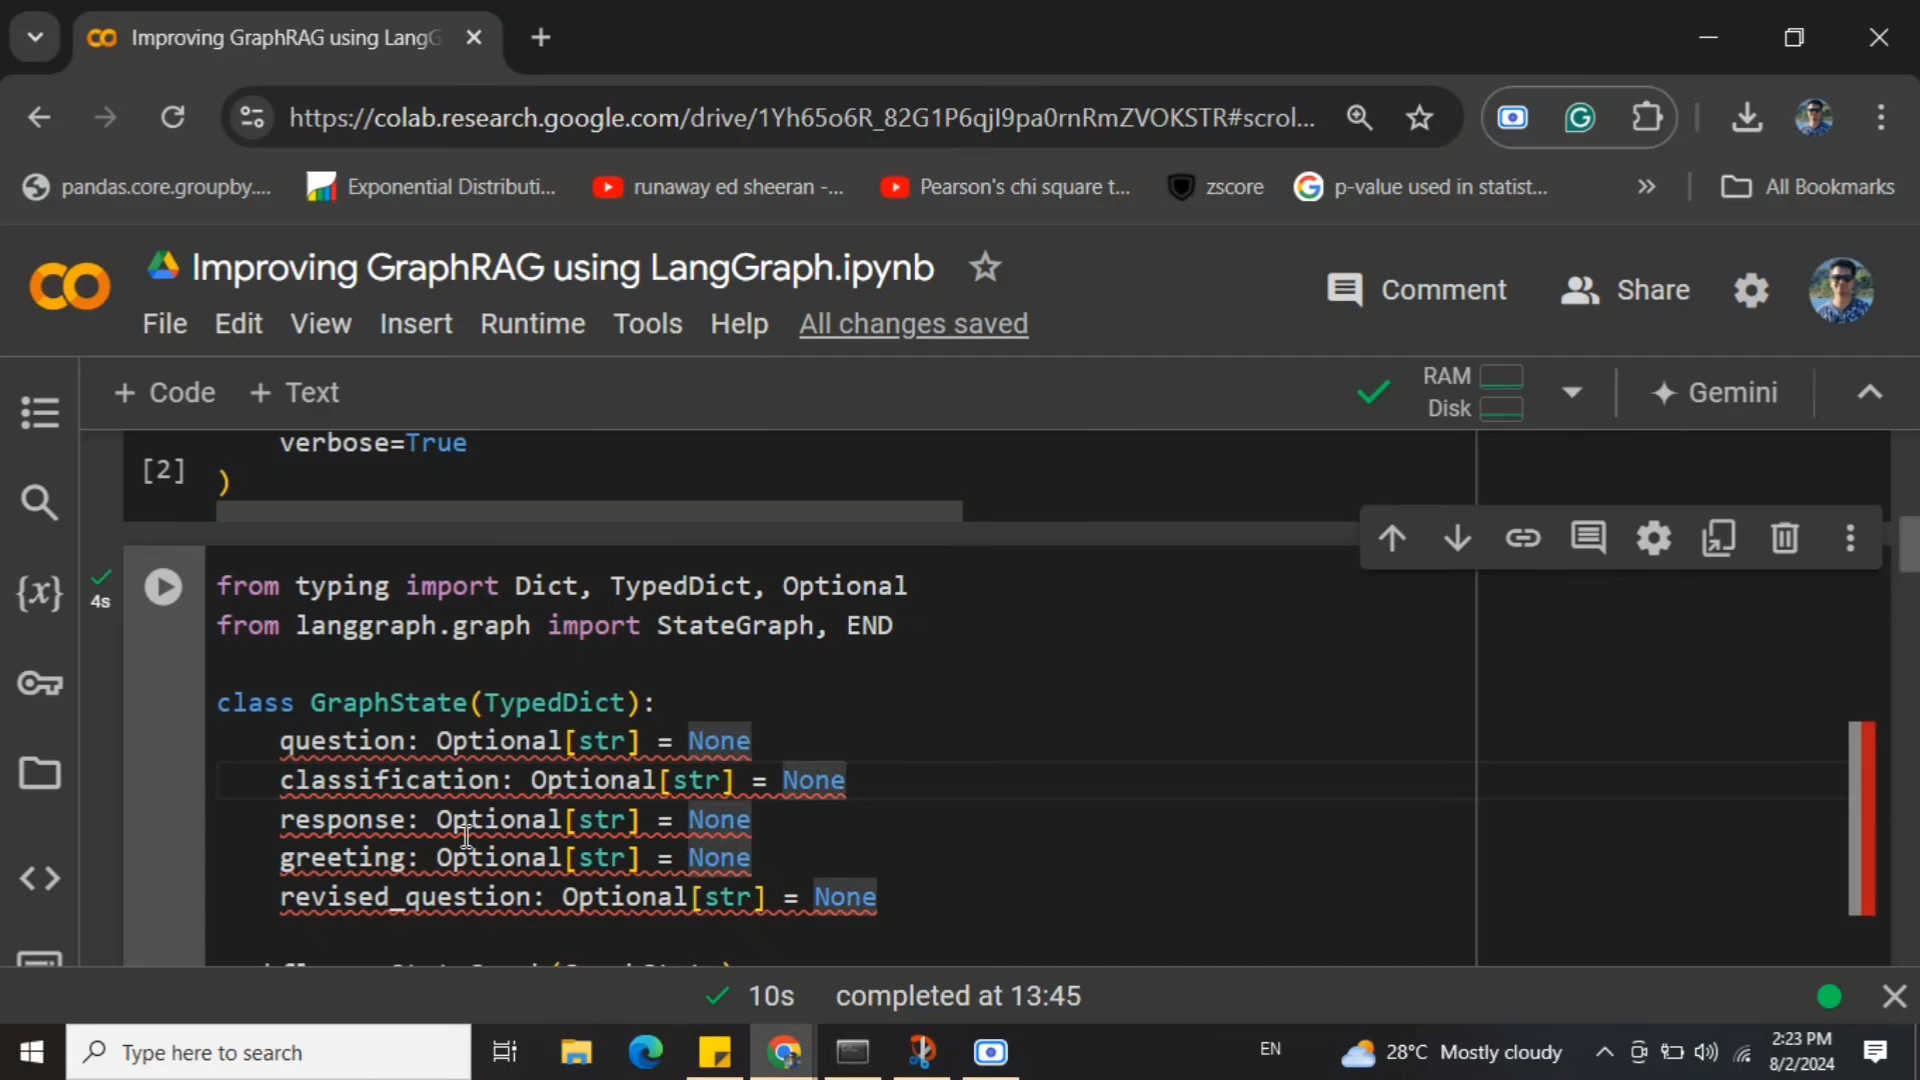 Improving GraphRAG using LangG
https://colab.research.google.com/drive/1Yh65o6R_82G1P6qjI9pa0rnRmZVOKSTR#scrol...
pandas.core.groupby.... Exponential Distributi... runaway ed sheeran -... Pearson's chi square t... zscore p-value used in statist... » All Bookmarks
CO Improving GraphRAG using LangGraph.ipynb
Comment Share
File Edit View Insert Runtime Tools Help All changes saved
+ Code + Text
RAM
Disk
Gemini
verbose=True
[2] )
4s
from typing import Dict, TypedDict, Optional
from langgraph.graph import StateGraph, END
class GraphState(TypedDict):
question: Optional[str] = None
classification: Optional[str] = None
response: Optional[str] = None
greeting: Optional[str] = None
revised_question: Optional[str] = None
{x}
10s completed at 13:45
Type here to search
EN
28°C Mostly cloudy
2:23 PM
8/2/2024